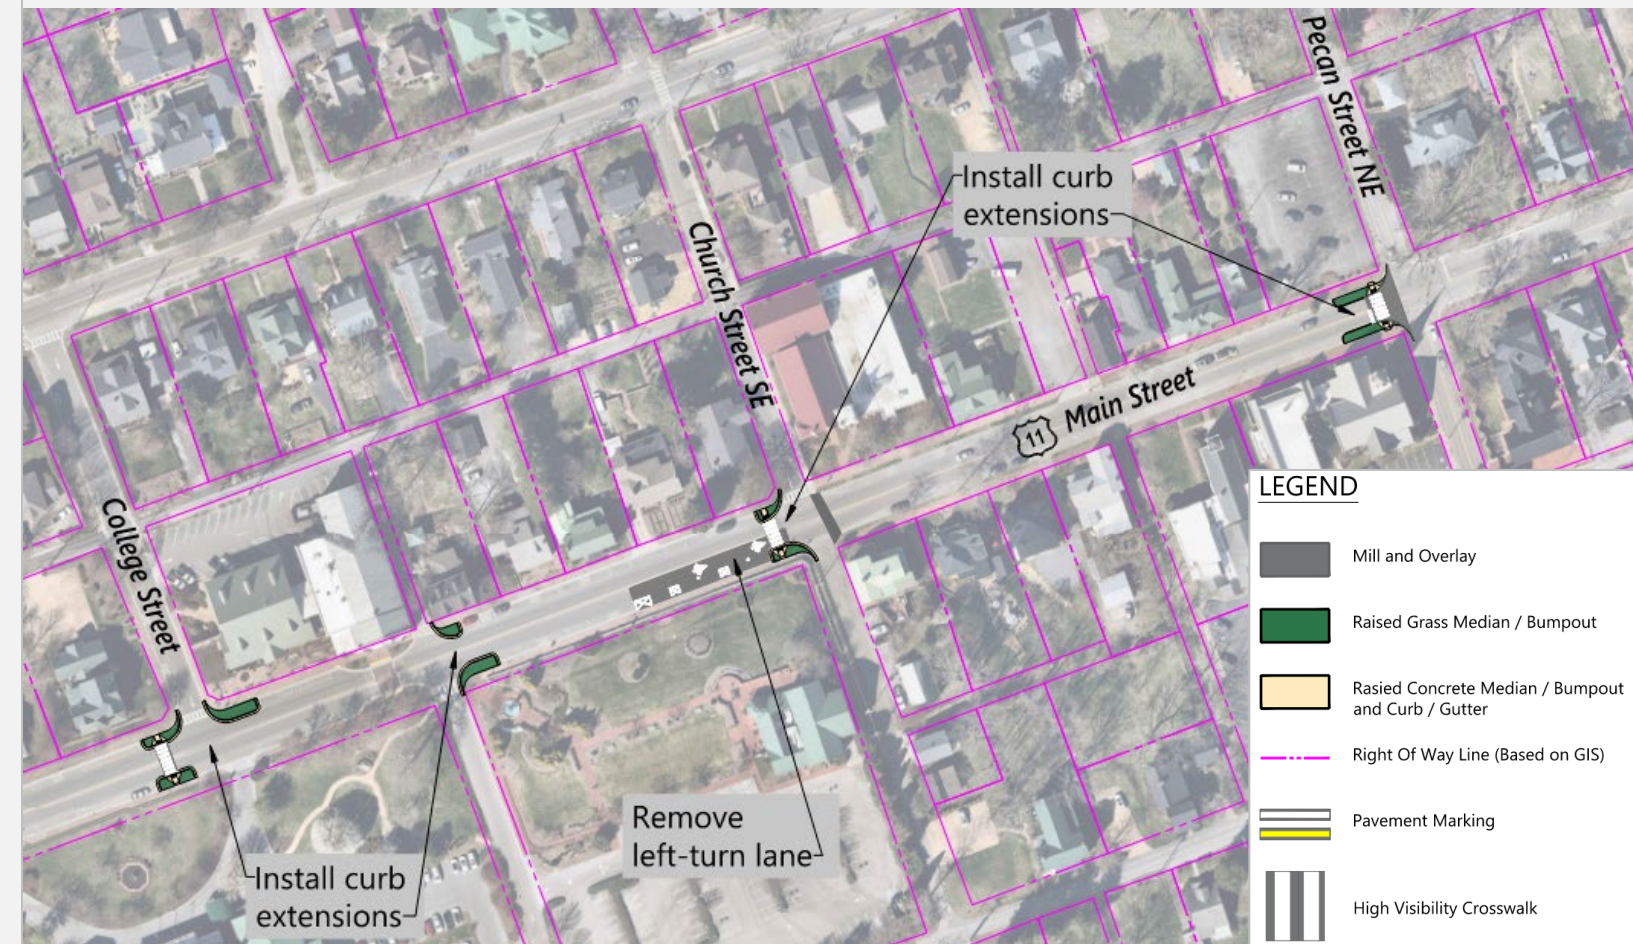 Pecan Street NE
Install curb
extensions
Church Street SE
11 Main Street
College Street
Remove
left-turn lane
Install curb
extensions
LEGEND
Mill and Overlay
Raised Grass Median / Bumpout
Rasied Concrete Median / Bumpout
and Curb / Gutter
Right Of Way Line (Based on GIS)
Pavement Marking
High Visibility Crosswalk